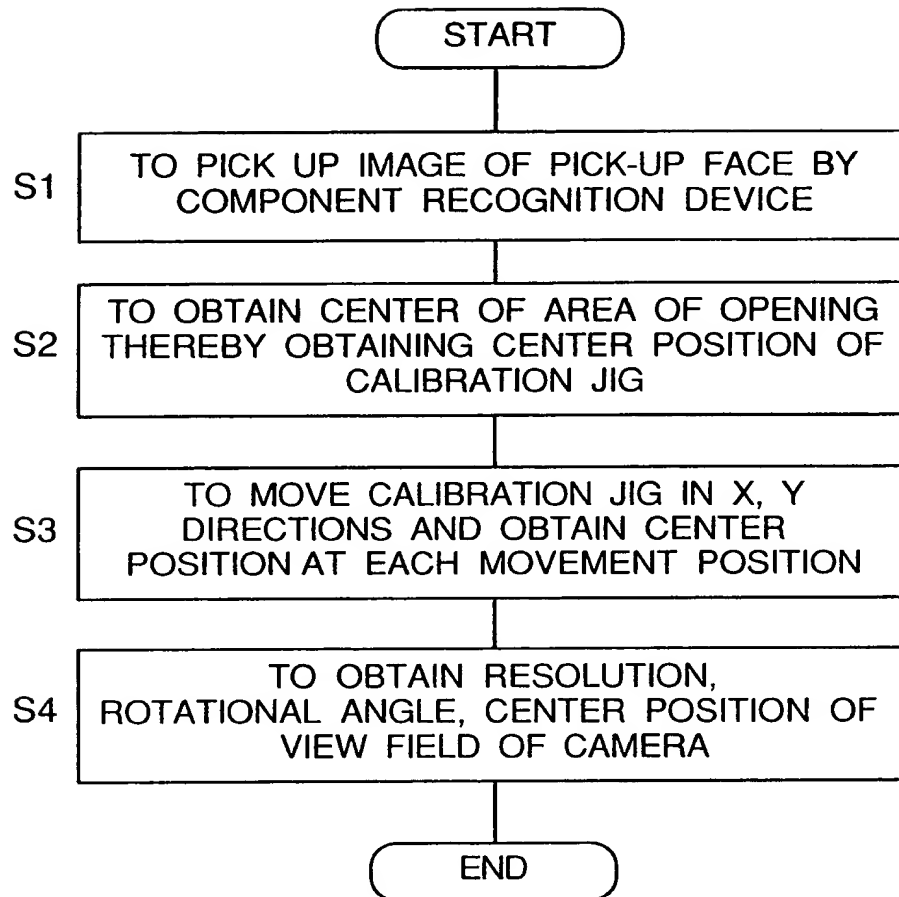 START
S1
TO PICK UP IMAGE OF PICK-UP FACE BY
COMPONENT RECOGNITION DEVICE
S2
TO OBTAIN CENTER OF AREA OF OPENING
THEREBY OBTAINING CENTER POSITION OF
CALIBRATION JIG
S3
TO MOVE CALIBRATION JIG IN X, Y
DIRECTIONS AND OBTAIN CENTER
POSITION AT EACH MOVEMENT POSITION
S4
TO OBTAIN RESOLUTION,
ROTATIONAL ANGLE, CENTER POSITION OF
VIEW FIELD OF CAMERA
END